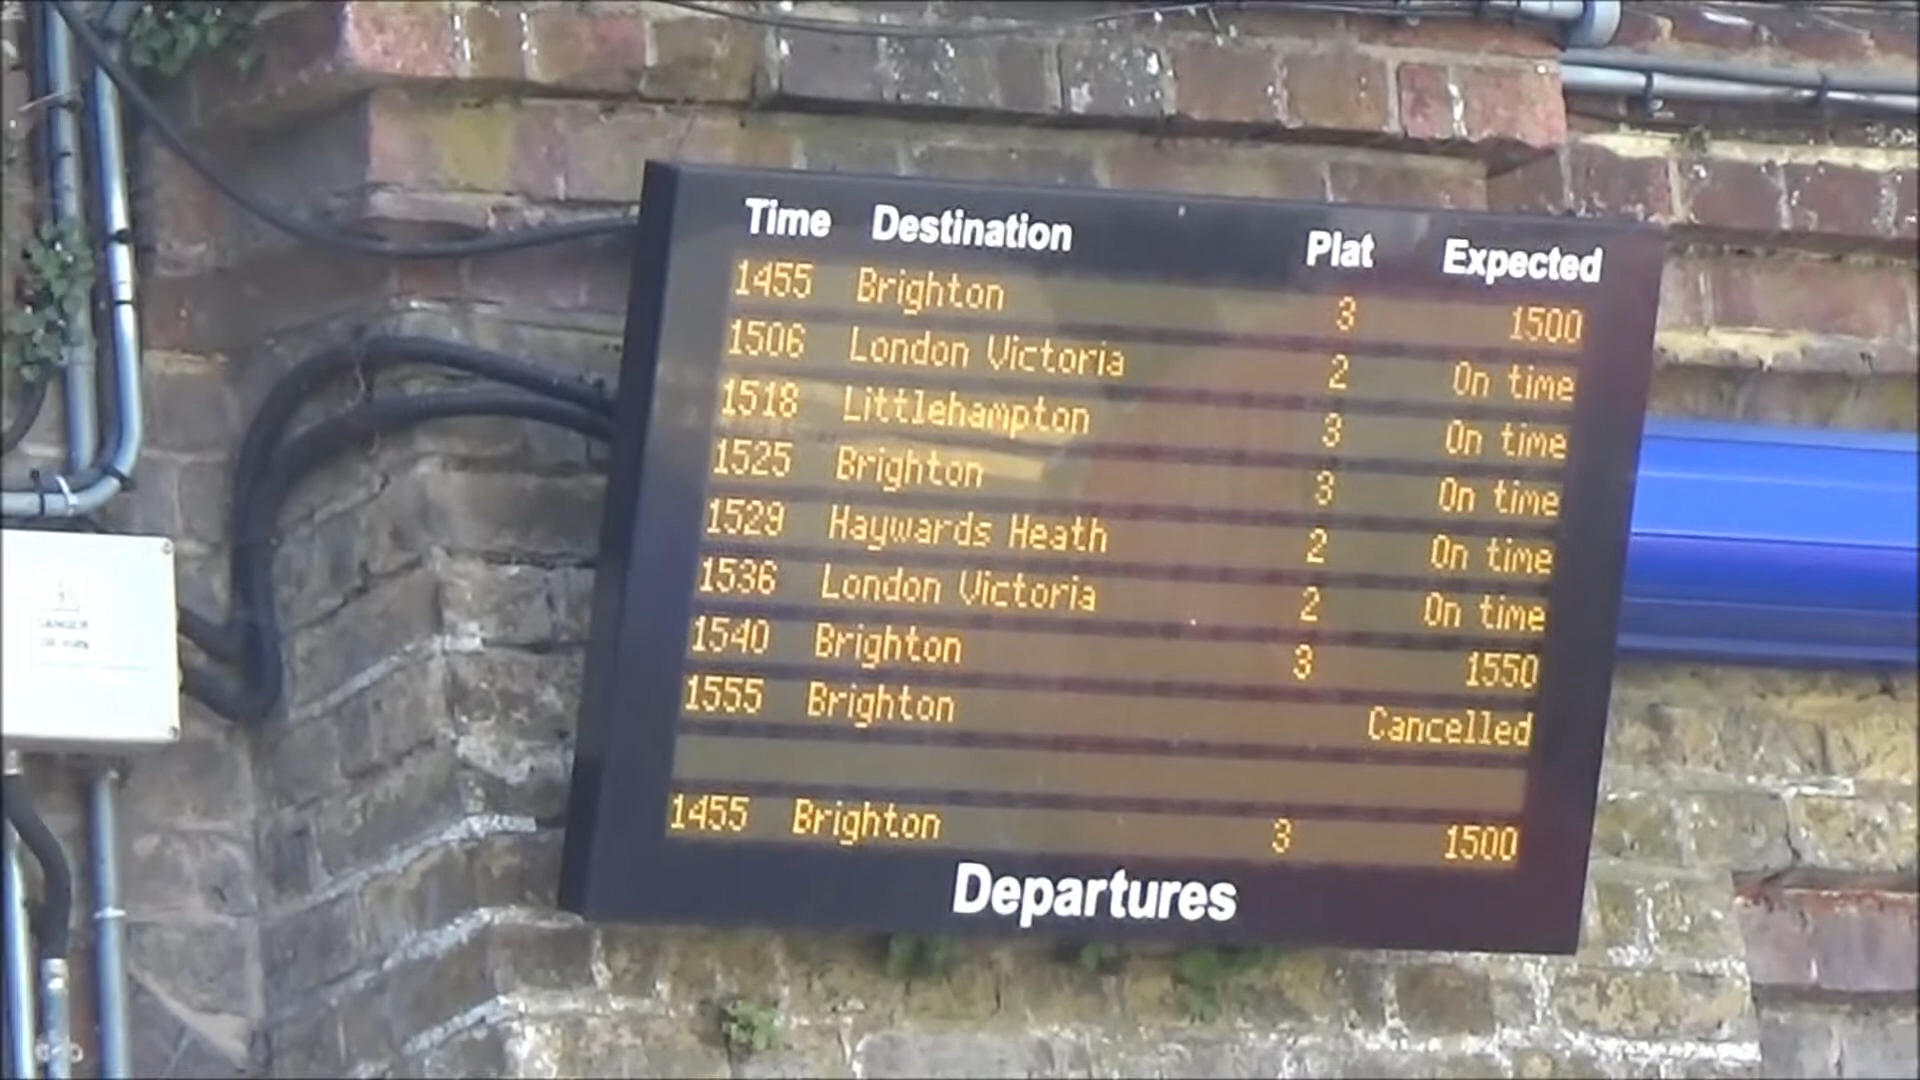 Time Destination Plat Expected
1455 Brighton 3 1500
1506 London Victoria 2 On time
1518 Littlehampton 3 On time
1525 Brighton 3 On time
1529 Haywards Heath 2 On time
1536 London Victoria 2 On time
1540 Brighton 3 1550
1555 Brighton Cancelled
1455 Brighton 3 1500
Departures
DANGER